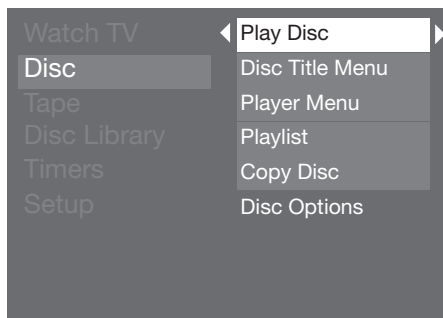 Watch TV
Disc
Tape
Disc Library
Timers
Setup
Play Disc
Disc Title Menu
Player Menu
Playlist
Copy Disc
Disc Options